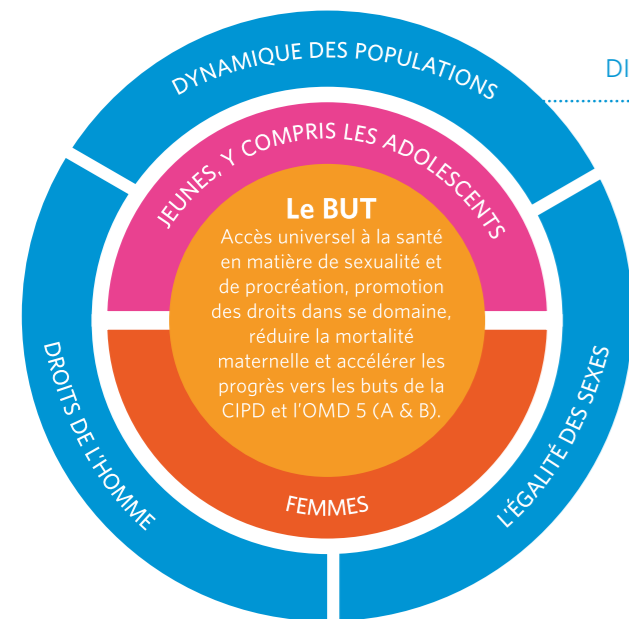 DYNAMIQUE DES POPULATIONS
DI
JEUNES, Y COMPRIS LES ADOLESCENTS
Le BUT
Accès universel à la santé
en matière de sexualité et
de procréation, promotion
des droits dans se domaine,
réduire la mortalité
maternelle et accélérer les
progrès vers les buts de la
CIPD et l'OMD 5 (A & B).
DROITS DE L'HOMME
L'ÉGALITÉ DES SEXES
FEMMES